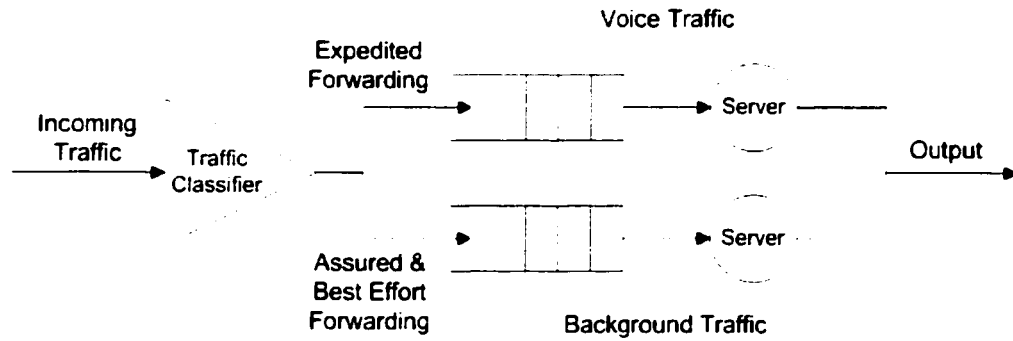 Voice Traffic
Expedited
Forwarding
Server
Incoming
Traffic
Traffic
Classifier
Output
Server
Assured &
Best Effort
Forwarding
Background Traffic